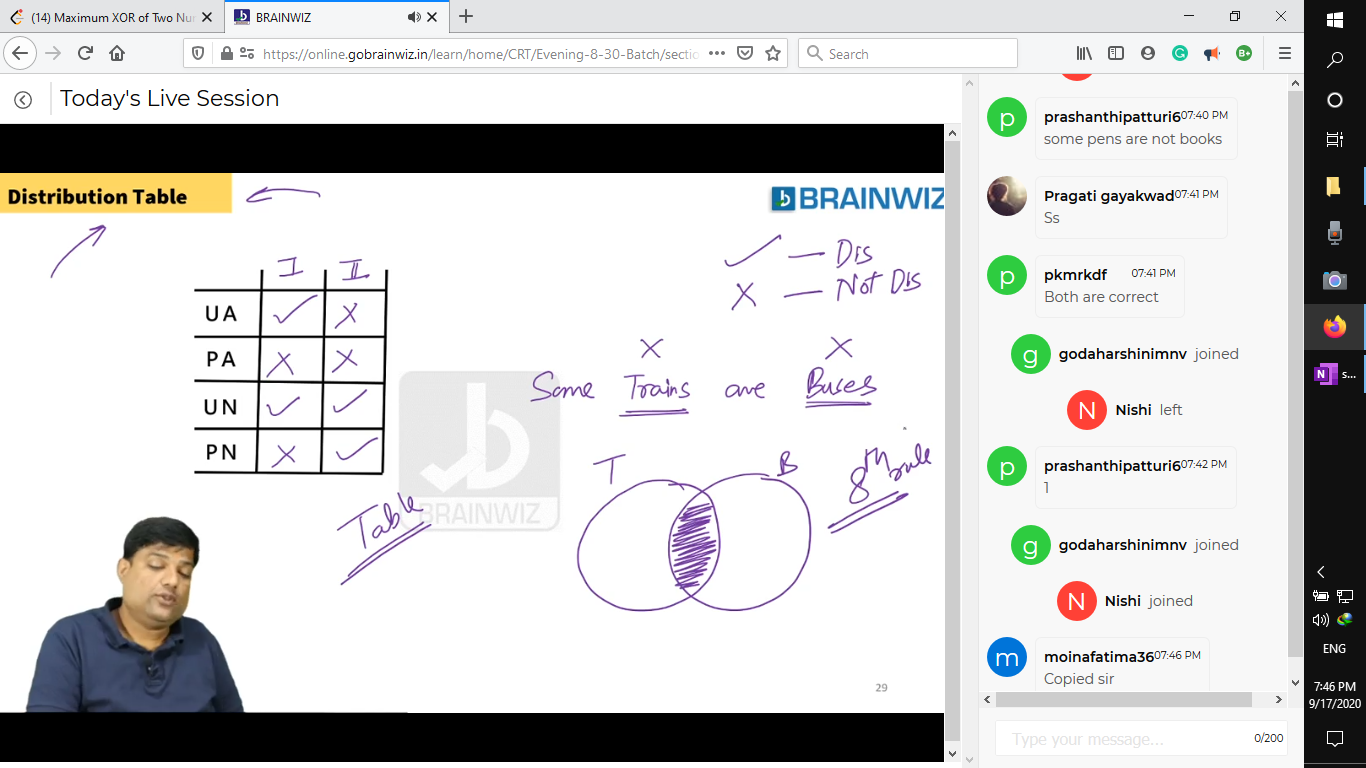 (14) Maximum XOR of Two Nu
BRAINWIZ
https://online.gobrainwiz.in/learn/home/CRT/Evening-8-30-Batch/sectio
Search
Today's Live Session
Distribution Table
BRAINWIZ
I II
UA
PA
UN
PN
Table
Dis
Not Dis
Some Trains are Buses
T
B
8th rule
BRAINWIZ
29
p
prashanthipatturi6 07:40 PM
some pens are not books
Pragati gayakwad 07:41 PM
Ss
p
pkmrkdf 07:41 PM
Both are correct
g
godaharshinimnv joined
N
Nishi left
p
prashanthipatturi6 07:42 PM
1
g
godaharshinimnv joined
N
Nishi joined
m
moinafatima36 07:46 PM
Copied sir
Type your message...
0/200
B+
N s...
ENG
7:46 PM
9/17/2020